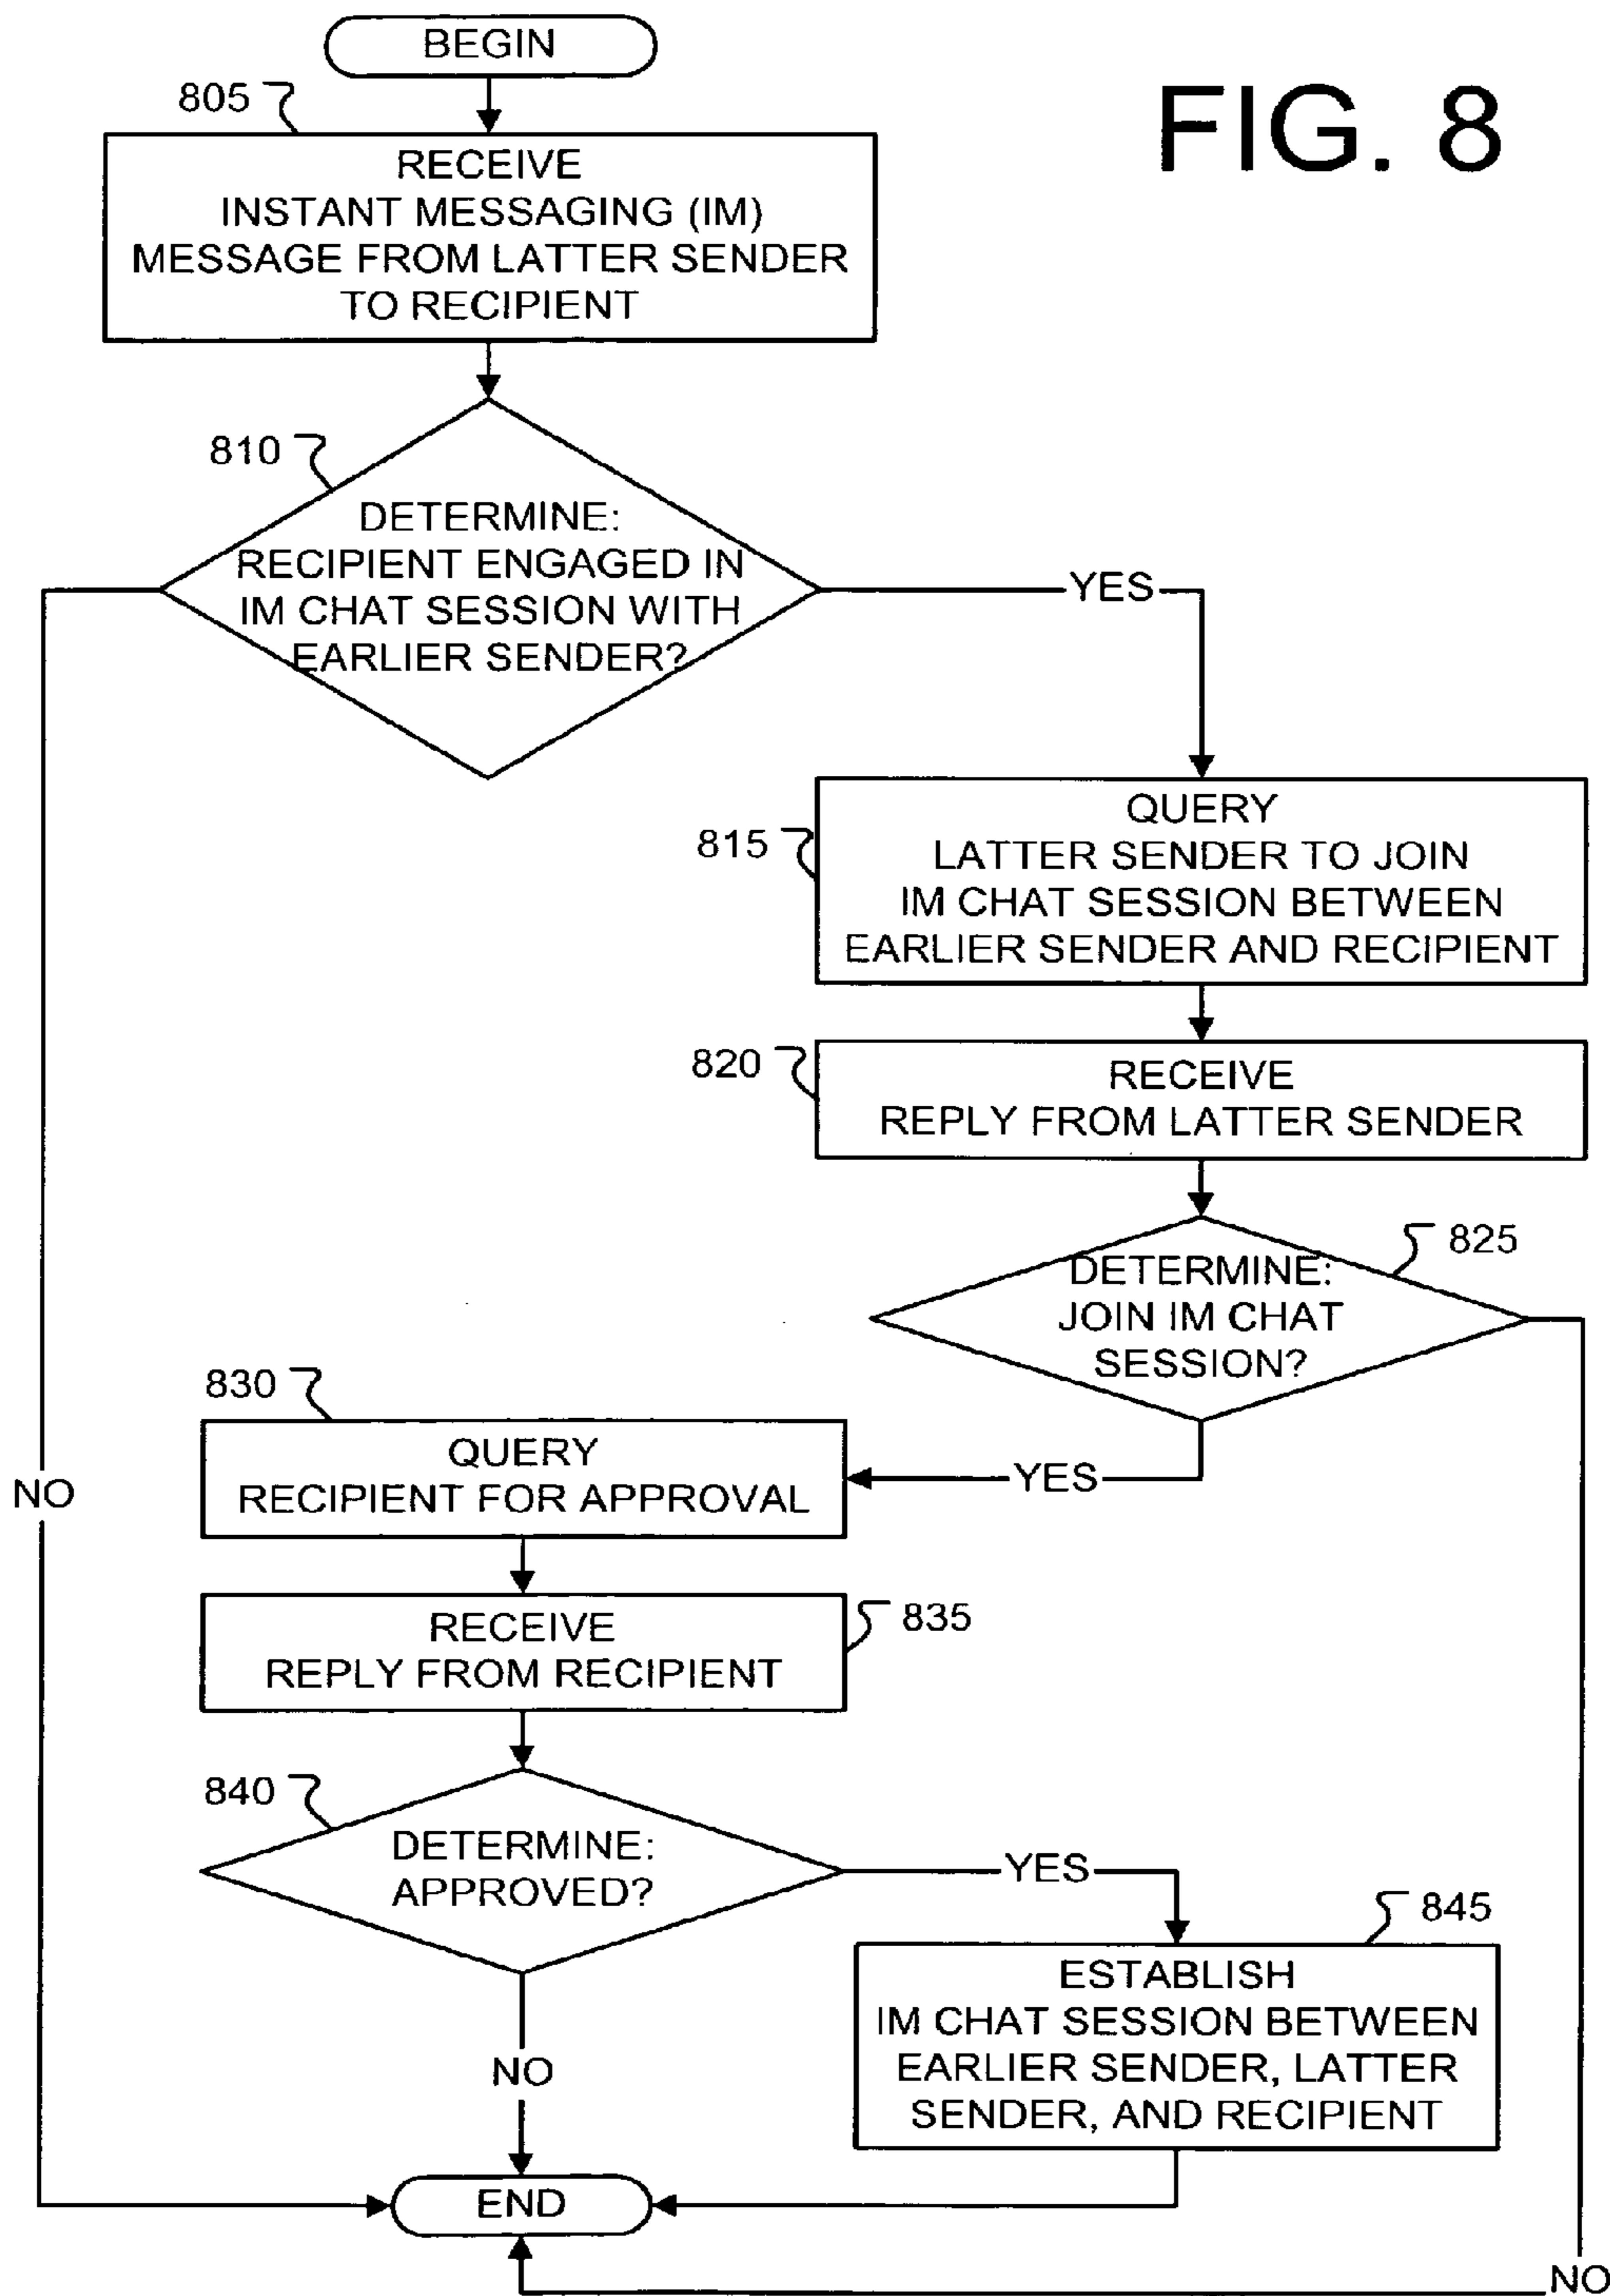 BEGIN
FIG. 8
805
RECEIVE
INSTANT MESSAGING (IM)
MESSAGE FROM LATTER SENDER
TO RECIPIENT
810
DETERMINE:
RECIPIENT ENGAGED IN
IM CHAT SESSION WITH
EARLIER SENDER?
YES
815
QUERY
LATTER SENDER TO JOIN
IM CHAT SESSION BETWEEN
EARLIER SENDER AND RECIPIENT
820
RECEIVE
REPLY FROM LATTER SENDER
825
DETERMINE:
JOIN IM CHAT
SESSION?
YES
830
QUERY
RECIPIENT FOR APPROVAL
NO
835
RECEIVE
REPLY FROM RECIPIENT
840
DETERMINE:
APPROVED?
YES
845
ESTABLISH
IM CHAT SESSION BETWEEN
EARLIER SENDER, LATTER
SENDER, AND RECIPIENT
NO
END
NO